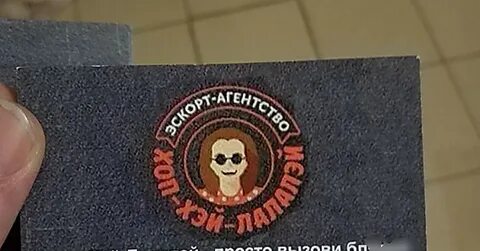 ЭСКОРТ-АГЕНТСТВО
ХОП-ХЭЙ-ЛАЛАЛЭЙ
просто вызови